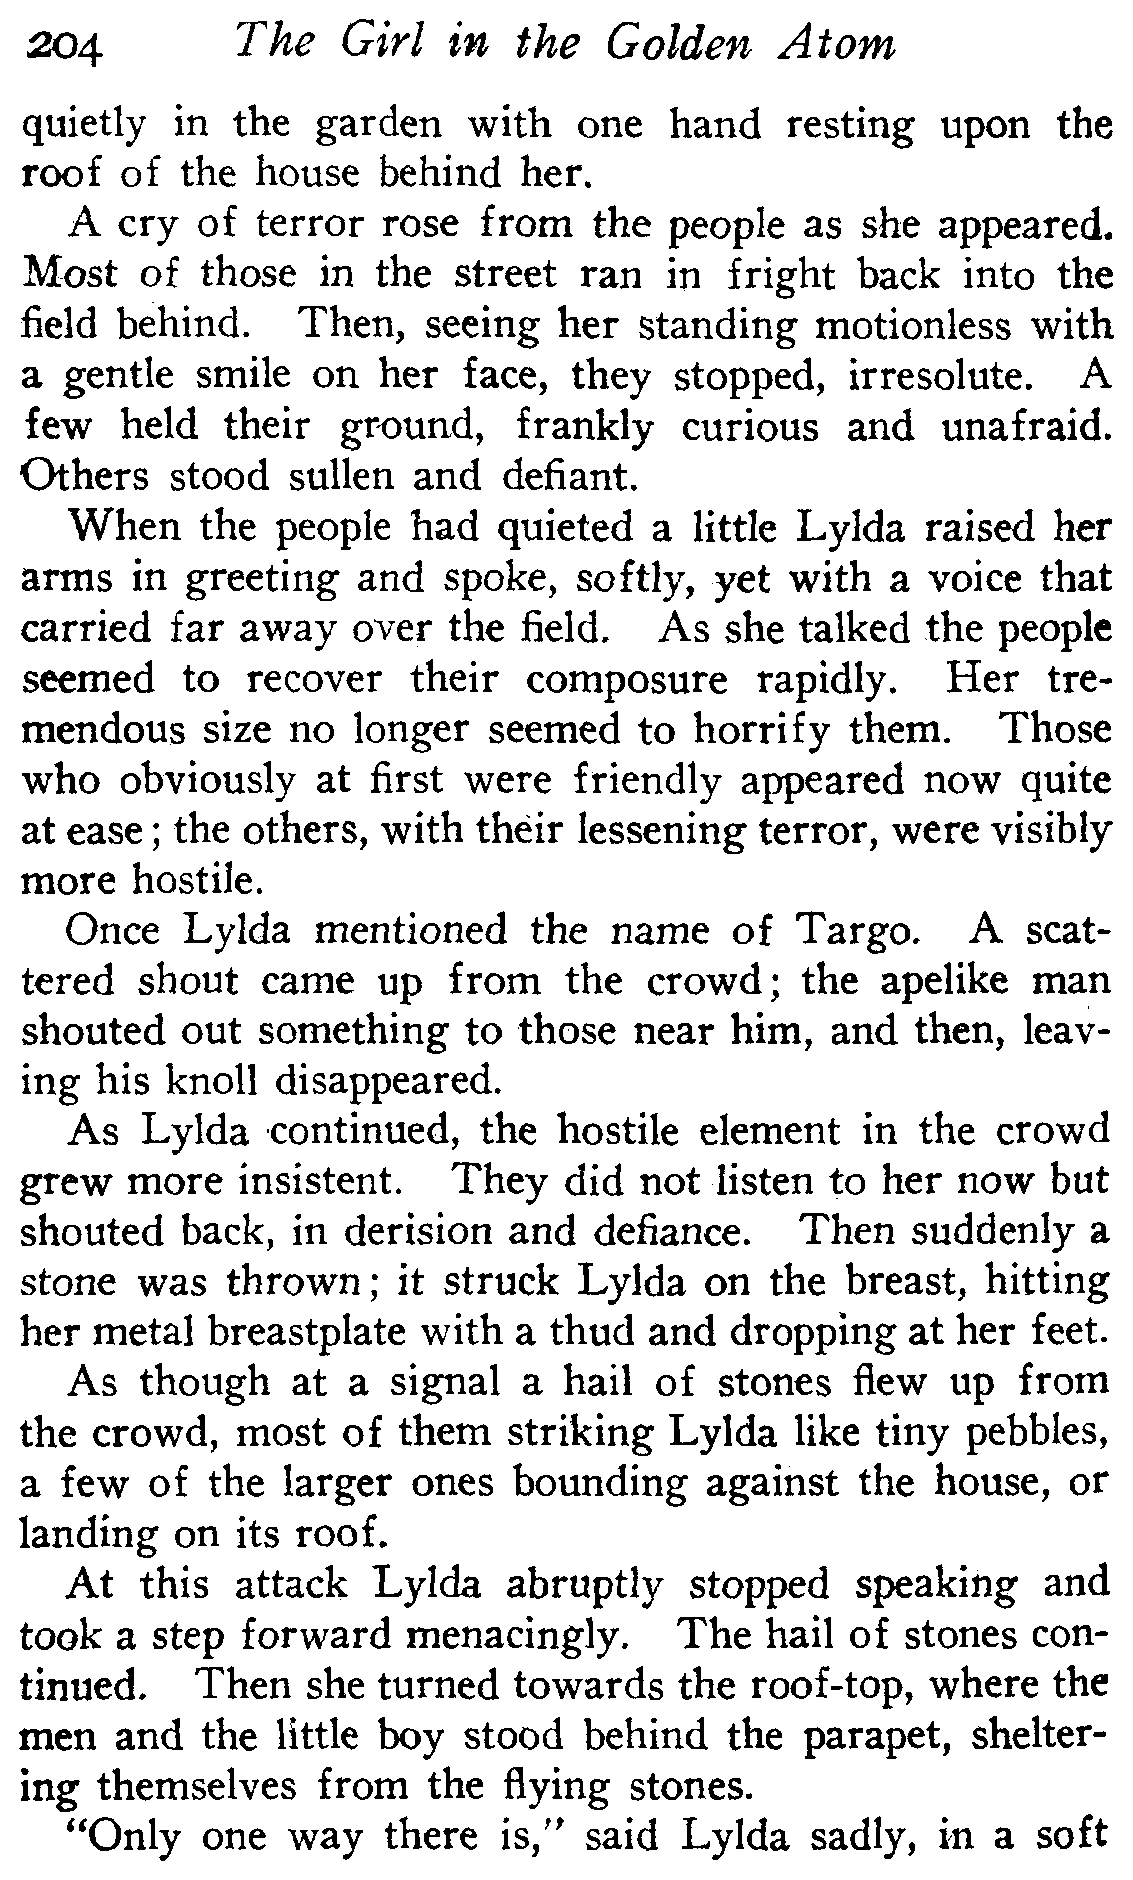 204 The Girl in the Golden Atom
quietly in the garden with one hand resting upon the
roof of the house behind her.
A cry of terror rose from the people as she appeared.
Most of those in the street ran in fright back into the
field behind. Then, seeing her standing motionless with
a gentle smile on her face, they stopped, irresolute. A
few held their ground, frankly curious and unafraid.
Others stood sullen and defiant.
When the people had quieted a little Lylda raised her
arms in greeting and spoke, softly, yet with a voice that
carried far away over the field. As she talked the people
seemed to recover their composure rapidly. Her tre-
mendous size no longer seemed to horrify them. Those
who obviously at first were friendly appeared now quite
at ease; the others, with their lessening terror, were visibly
more hostile.
Once Lylda mentioned the name of Targo. A scat-
tered shout came up from the crowd; the apelike man
shouted out something to those near him, and then, leav-
ing his knoll disappeared.
As Lylda continued, the hostile element in the crowd
grew more insistent. They did not listen to her now but
shouted back, in derision and defiance. Then suddenly a
stone was thrown; it struck Lylda on the breast, hitting
her metal breastplate with a thud and dropping at her feet.
As though at a signal a hail of stones flew up from
the crowd, most of them striking Lylda like tiny pebbles,
a few of the larger ones bounding against the house, or
landing on its roof.
At this attack Lylda abruptly stopped speaking and
took a step forward menacingly. The hail of stones con-
tinued. Then she turned towards the roof-top, where the
men and the little boy stood behind the parapet, shelter-
ing themselves from the flying stones.
"Only one way there is," said Lylda sadly, in a soft